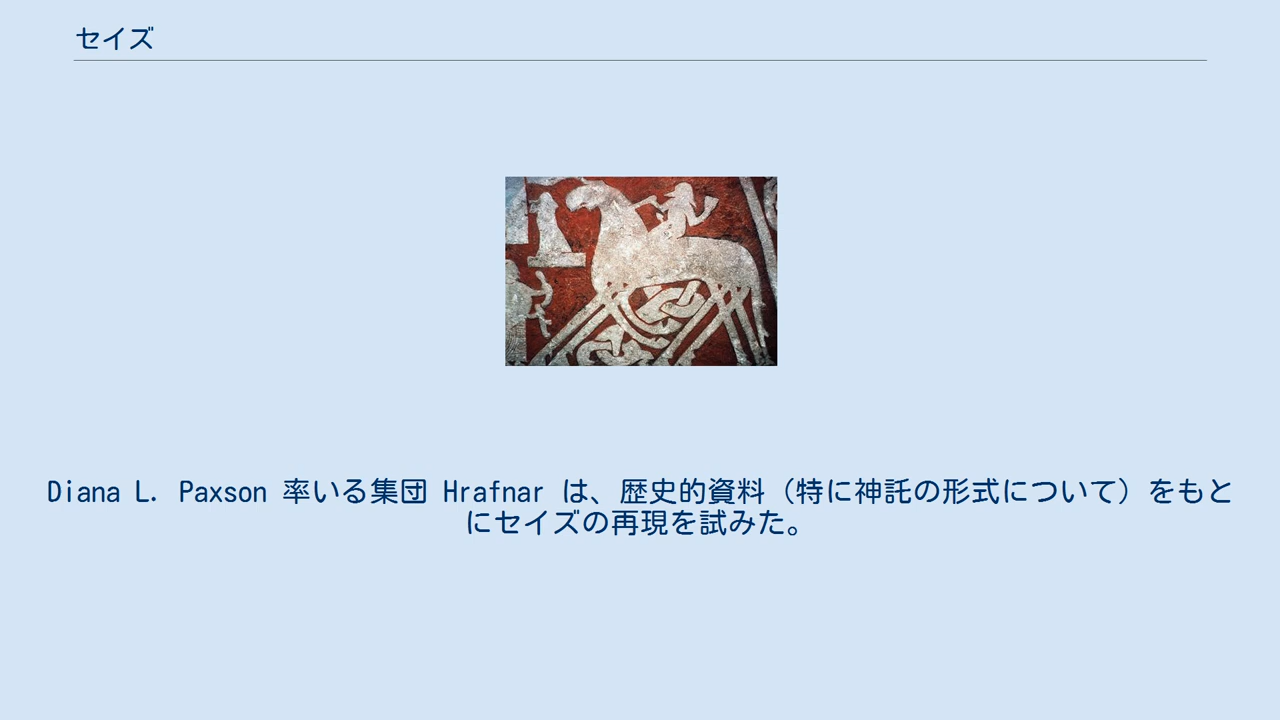 セイズ
Diana L. Paxson 率いる集団 Hrafnar は、歴史的資料（特に神託の形式について）をもと
にセイズの再現を試みた。